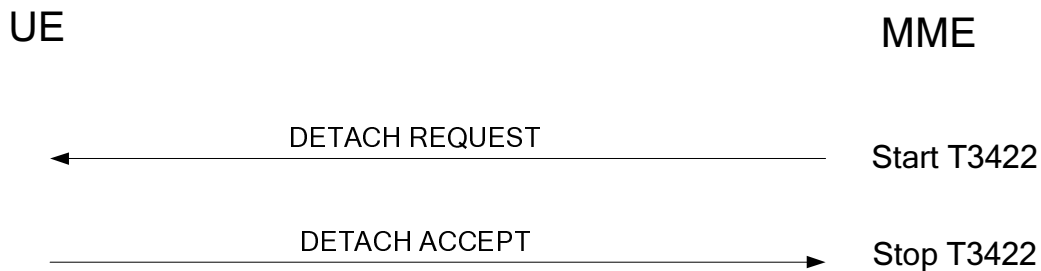 UE
MME
DETACH REQUEST
Start T3422
DETACH ACCEPT
Stop T3422